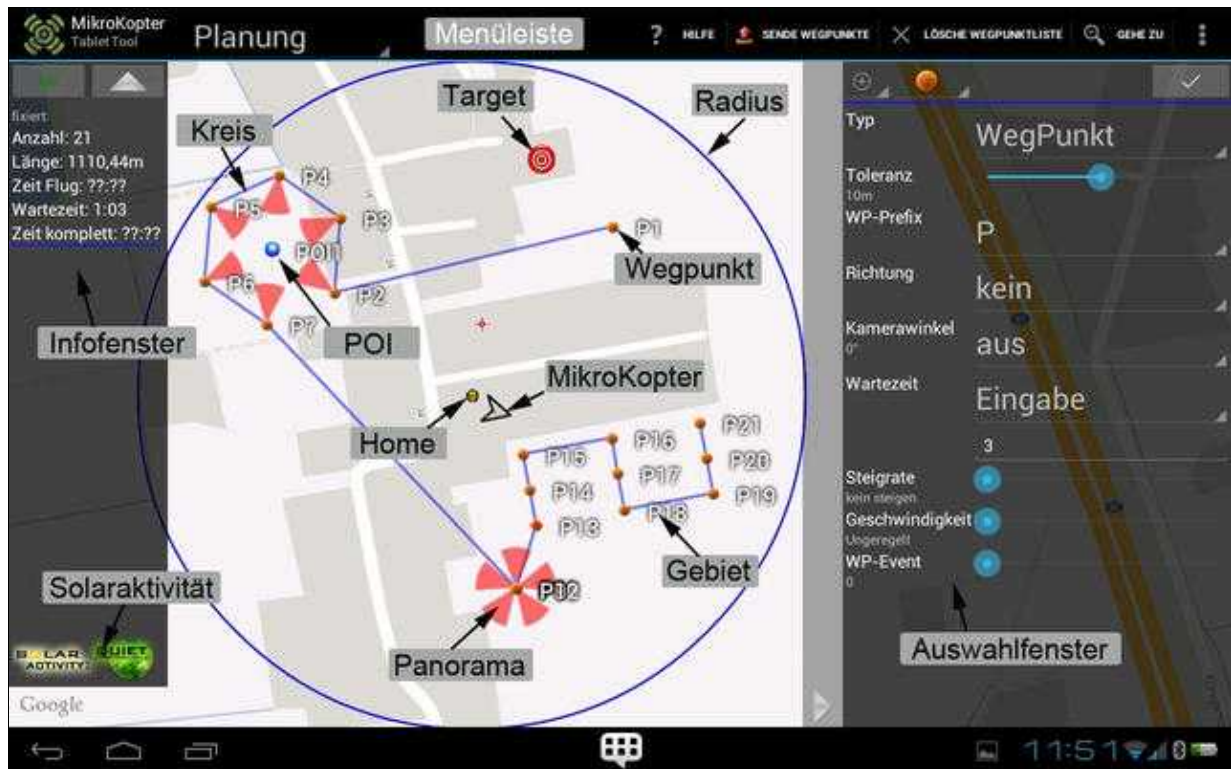 MikroKopter
Tablet Tool
Planung
Menüleiste
? HILFE
SENDE WEGPUNKTE
LÖSCHE WEGPUNKTLISTE
GEHE ZU
fixiert
Anzahl: 21
Länge: 1110,44m
Zeit Flug: ??:??
Wartezeit: 1:03
Zeit komplett: ??:??
Infofenster
Solaraktivität
SOLAR
ACTIVITY
QUIET
Google
Kreis
Target
Radius
P4
P5
P3
P1
POI1
Wegpunkt
P6
P2
P7
POI
MikroKopter
Home
P21
P16
P15
P20
P17
P14
P19
P18
P13
Gebiet
Panorama
Typ
WegPunkt
Toleranz
10m
WP-Prefix
P
Richtung
kein
Kamerawinkel
0°
aus
Wartezeit
Eingabe
3
Steigrate
kein steigen
Geschwindigkeit
Ungeregelt
WP-Event
0
Auswahlfenster
11:51